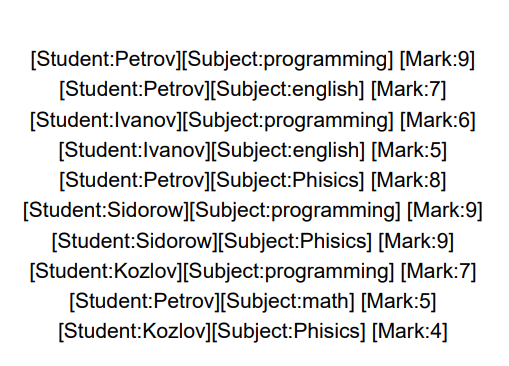 [Student:Petrov][Subject:programming] [Mark:9]
[Student:Petrov][Subject:english] [Mark:7]
[Student:Ivanov][Subject:programming] [Mark:6]
[Student:Ivanov][Subject:english] [Mark:5]
[Student:Petrov][Subject:Phisics] [Mark:8]
[Student:Sidorow][Subject:programming] [Mark:9]
[Student:Sidorow][Subject:Phisics] [Mark:9]
[Student:Kozlov][Subject:programming] [Mark:7]
[Student:Petrov][Subject:math] [Mark:5]
[Student:Kozlov][Subject:Phisics] [Mark:4]